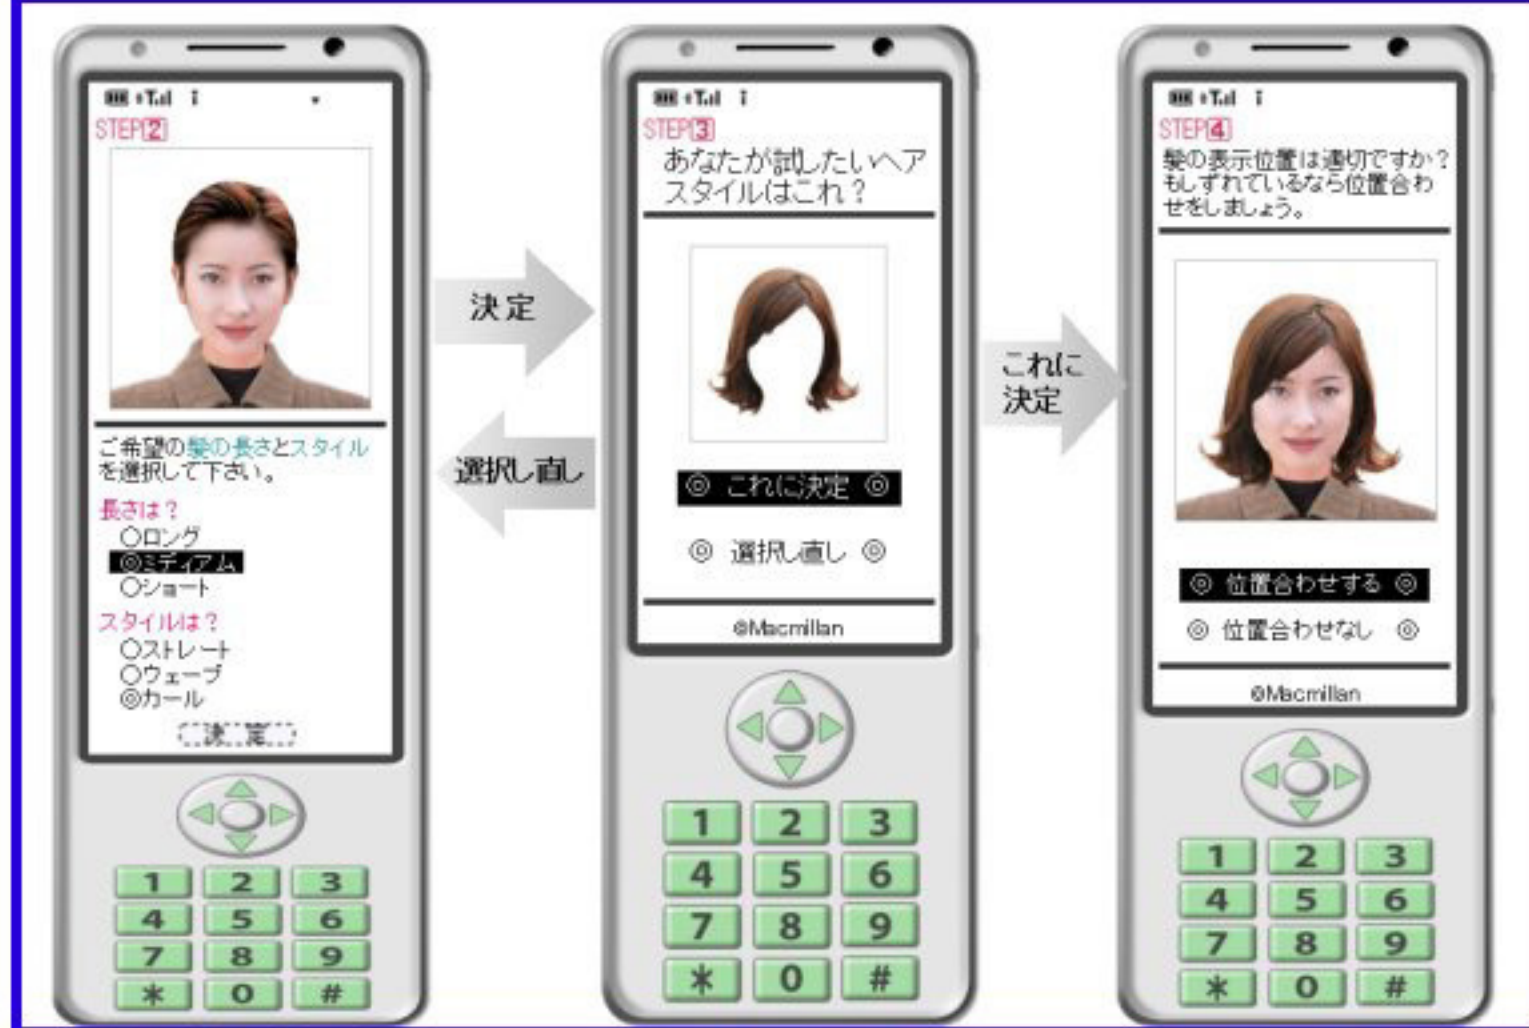 STEP2
ご希望の髪の長さとスタイル
を選択して下さい。
長さは？
○ロング
◎ミディアム
○ショート
スタイルは？
○ストレート
○ウェーブ
◎カール
決 定
1 2 3
4 5 6
7 8 9
* 0 #
決定
選択し直し
STEP3
あなたが試したいヘア
スタイルはこれ？
◎ これに決定 ◎
◎ 選択し直し ◎
©Macmillan
1 2 3
4 5 6
7 8 9
* 0 #
これに
決定
STEP4
髪の表示位置は適切ですか？
もしずれているなら位置合わ
せをしましょう。
◎ 位置合わせする ◎
◎ 位置合わせなし ◎
©Macmillan
1 2 3
4 5 6
7 8 9
* 0 #